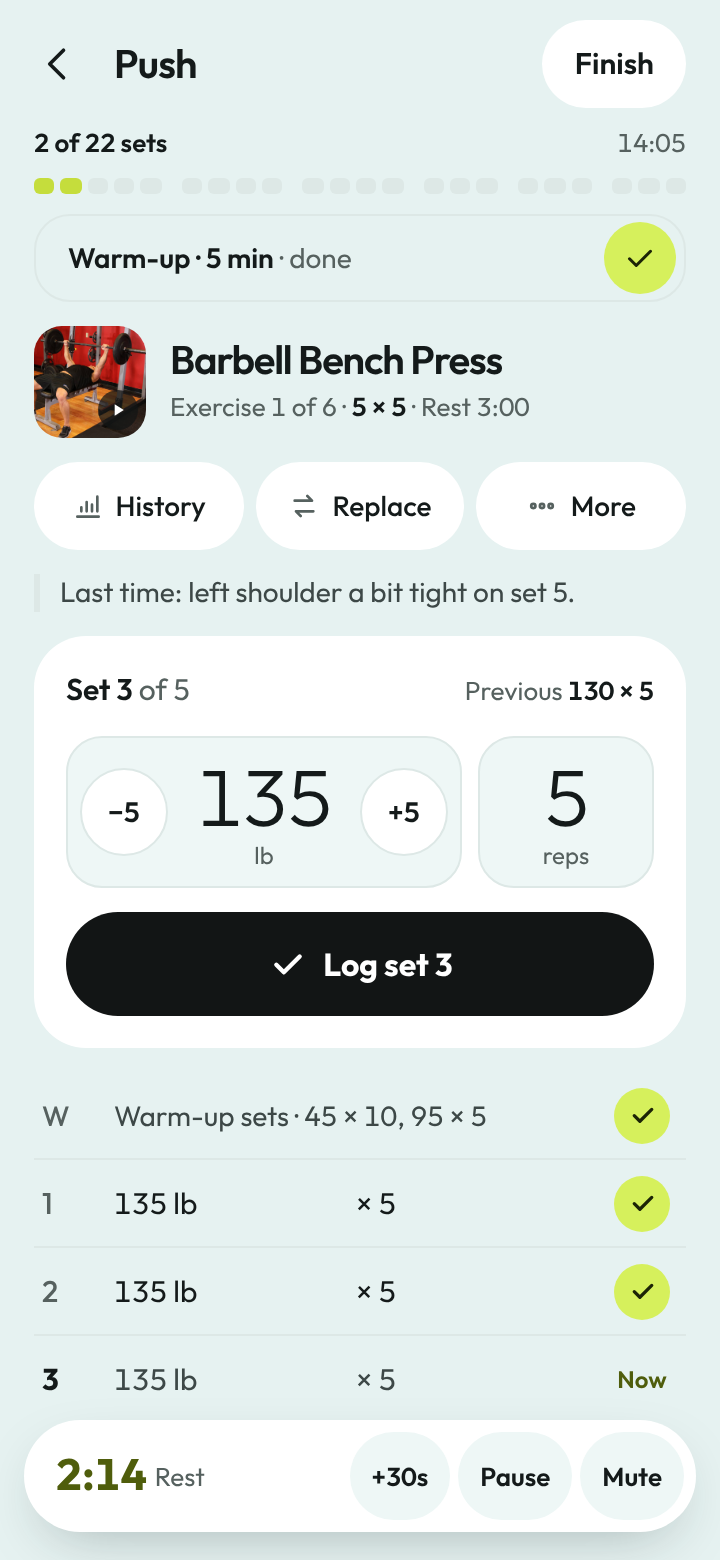 Push
Finish
2 of 22 sets
14:05
Warm-up · 5 min · done
Barbell Bench Press
Exercise 1 of 6 · 5 × 5 · Rest 3:00
History
Replace
More
Last time: left shoulder a bit tight on set 5.
Set 3 of 5
Previous 130 × 5
−5
135
lb
+5
5
reps
Log set 3
W Warm-up sets · 45 × 10, 95 × 5
1 135 lb × 5
2 135 lb × 5
3 135 lb × 5 Now
2:14 Rest
+30s
Pause
Mute